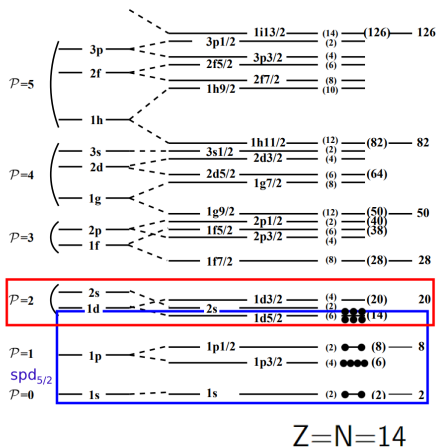 1i13/2 (14) (126) 126
3p1/2 (2)
3p 3p3/2 (4)
2f5/2 (6)
2f 2f7/2 (8)
𝒫=5 1h9/2 (10)
1h
1h11/2 (12) (82) 82
3s 3s1/2 (2)
2d3/2 (4)
𝒫=4 2d 2d5/2 (6) (64)
1g7/2 (8)
1g
1g9/2 (12) (50) 50
2p 2p1/2 (2) (40)
𝒫=3 1f5/2 (6) (38)
1f 2p3/2 (4)
1f7/2 (8) (28) 28
2s
𝒫=2 1d3/2 (4) (20) 20
1d 2s (2)
1d5/2 (6) (14)
1p1/2 (2) (8) 8
𝒫=1 1p
1p3/2 (4) (6)
spd5/2
𝒫=0 1s 1s (2) (2) 2
Z=N=14